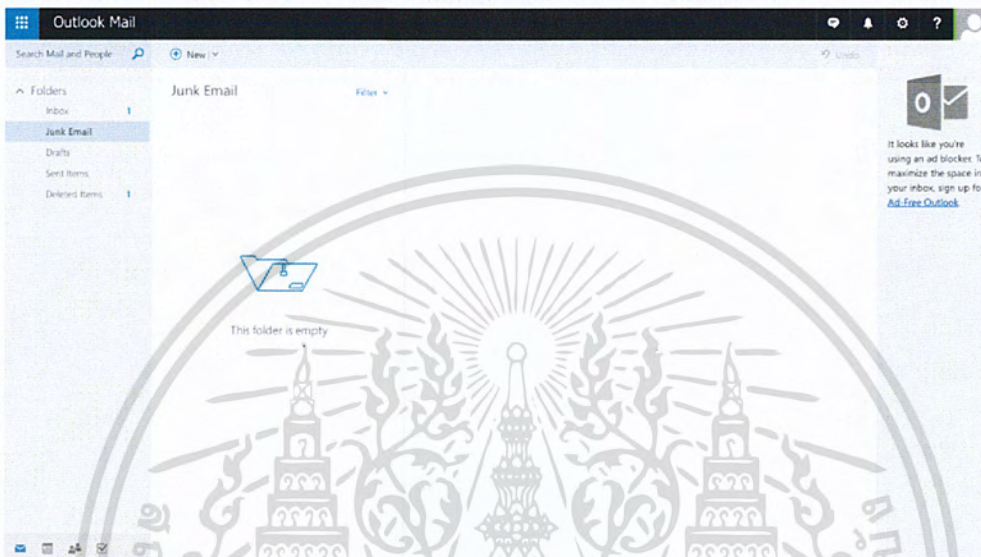 Outlook Mail
?
Search Mail and People
New
Undo
Folders
Inbox 1
Junk Email
Drafts
Sent Items
Deleted Items 1
Junk Email
Filter
This folder is empty
O
It looks like you're
using an ad blocker. To
maximize the space in
your inbox, sign up fo
Ad-Free Outlook